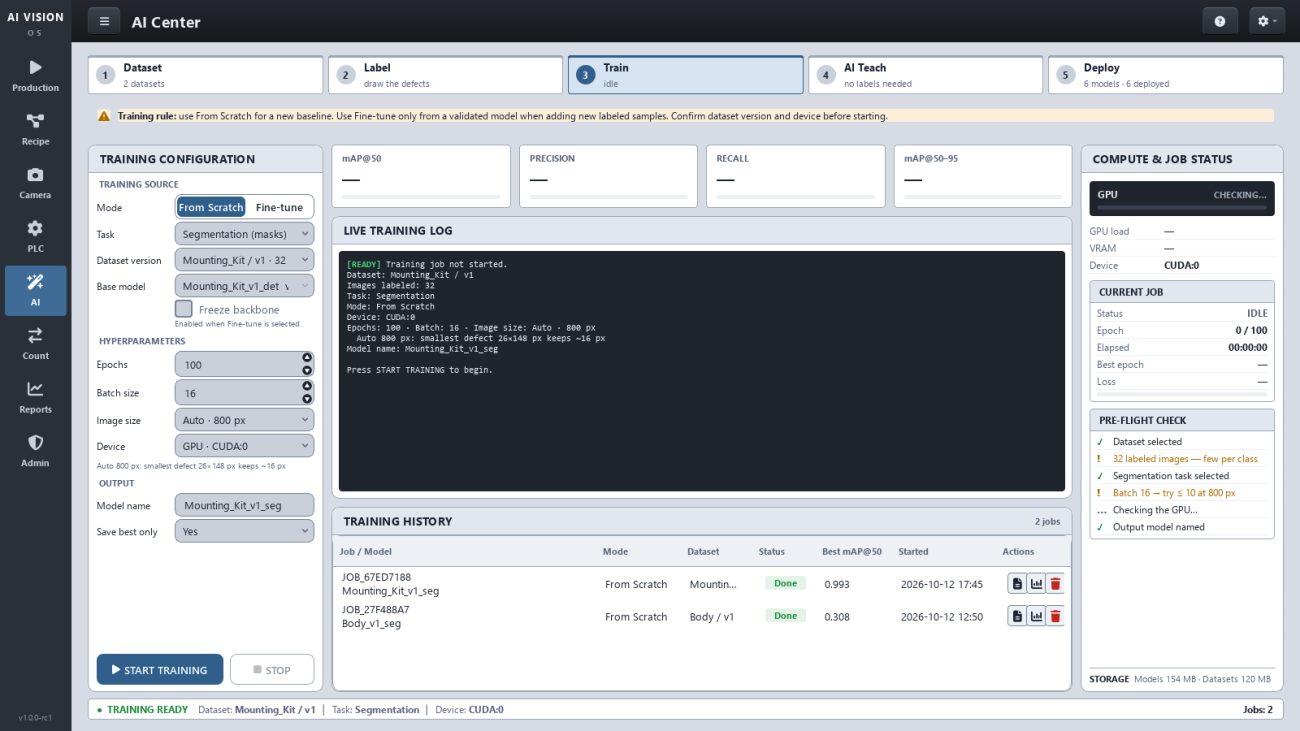 AI VISION
OS
Production
Recipe
Camera
PLC
AI
Count
Reports
Admin
v1.0.0-rc1
AI Center
1 Dataset
2 datasets
2 Label
draw the defects
3 Train
idle
4 AI Teach
no labels needed
5 Deploy
6 models · 6 deployed
Training rule: use From Scratch for a new baseline. Use Fine-tune only from a validated model when adding new labeled samples. Confirm dataset version and device before starting.
TRAINING CONFIGURATION
TRAINING SOURCE
Mode From Scratch Fine-tune
Task Segmentation (masks)
Dataset version Mounting_Kit / v1 · 32
Base model Mounting_Kit_v1_det
Freeze backbone
Enabled when Fine-tune is selected.
HYPERPARAMETERS
Epochs 100
Batch size 16
Image size Auto · 800 px
Device GPU · CUDA:0
Auto 800 px: smallest defect 26×148 px keeps ~16 px
OUTPUT
Model name Mounting_Kit_v1_seg
Save best only Yes
START TRAINING STOP
mAP@50
—
PRECISION
—
RECALL
—
mAP@50–95
—
LIVE TRAINING LOG
[READY] Training job not started.
Dataset: Mounting_Kit / v1
Images labeled: 32
Task: Segmentation
Mode: From Scratch
Device: CUDA:0
Epochs: 100 · Batch: 16 · Image size: Auto · 800 px
Auto 800 px: smallest defect 26×148 px keeps ~16 px
Model name: Mounting_Kit_v1_seg
Press START TRAINING to begin.
TRAINING HISTORY 2 jobs
Job / Model Mode Dataset Status Best mAP@50 Started Actions
JOB_67ED7188
Mounting_Kit_v1_seg From Scratch Mountin... Done 0.993 2026-10-12 17:45
JOB_27F488A7
Body_v1_seg From Scratch Body / v1 Done 0.308 2026-10-12 12:50
COMPUTE & JOB STATUS
GPU CHECKING...
GPU load —
VRAM —
Device CUDA:0
CURRENT JOB
Status IDLE
Epoch 0 / 100
Elapsed 00:00:00
Best epoch —
Loss —
PRE-FLIGHT CHECK
✓ Dataset selected
! 32 labeled images — few per class
✓ Segmentation task selected
! Batch 16 → try ≤ 10 at 800 px
... Checking the GPU...
✓ Output model named
STORAGE Models 154 MB · Datasets 120 MB
● TRAINING READY Dataset: Mounting_Kit / v1 | Task: Segmentation | Device: CUDA:0 Jobs: 2